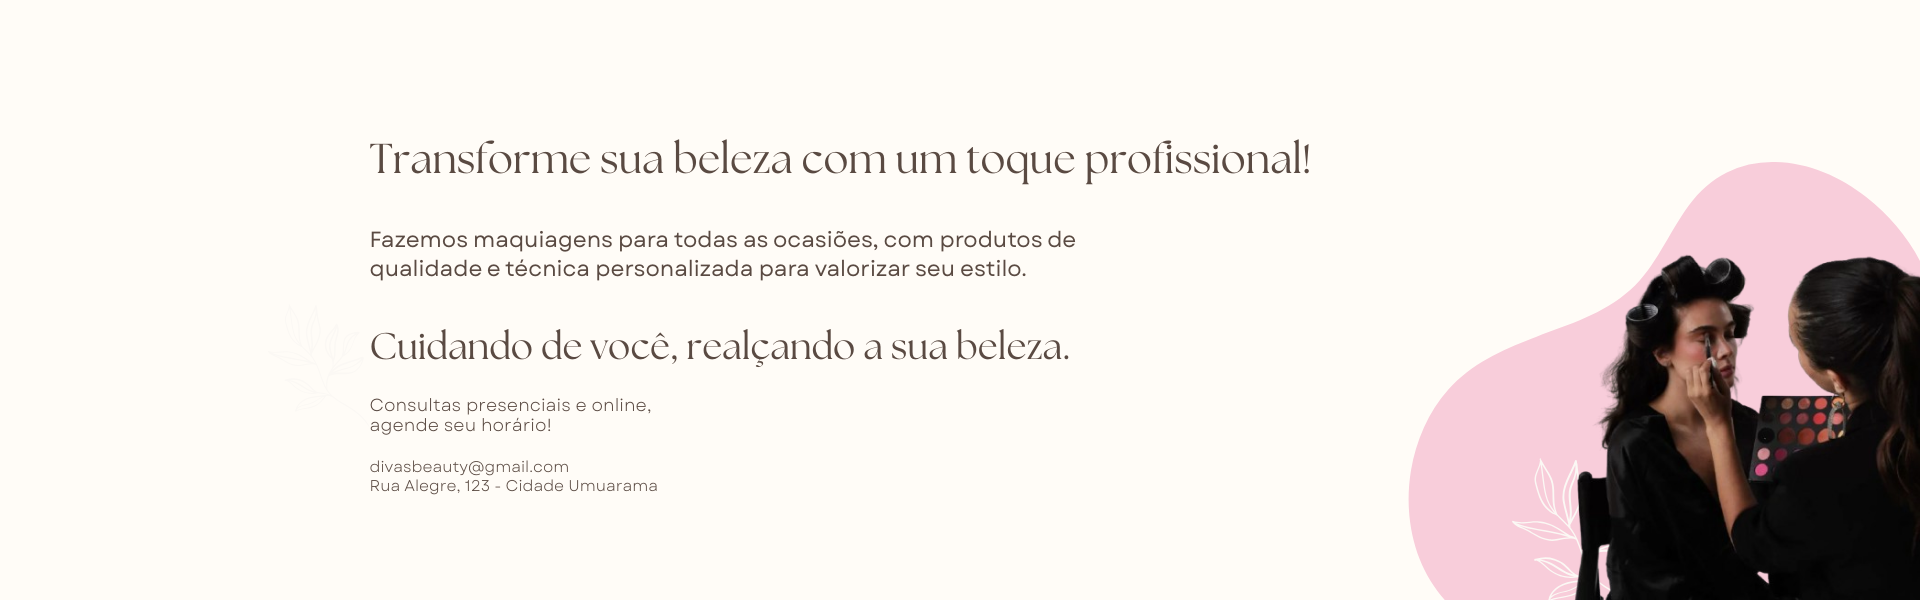 Transforme sua beleza com um toque profissional!
Fazemos maquiagens para todas as ocasiões, com produtos de
qualidade e técnica personalizada para valorizar seu estilo.
Cuidando de você, realçando a sua beleza.
Consultas presenciais e online,
agende seu horário!
divasbeauty@gmail.com
Rua Alegre, 123 - Cidade Umuarama